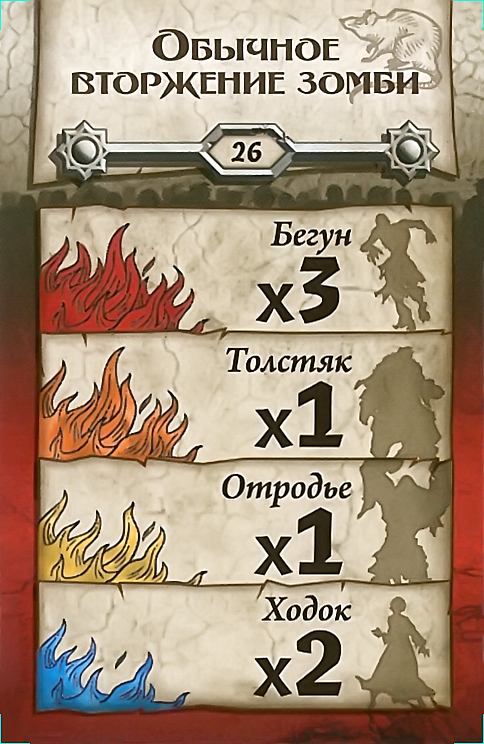 Обычное
вторжение зомби
26
Бегун
x3
Толстяк
x1
Отродье
x1
Ходок
x2